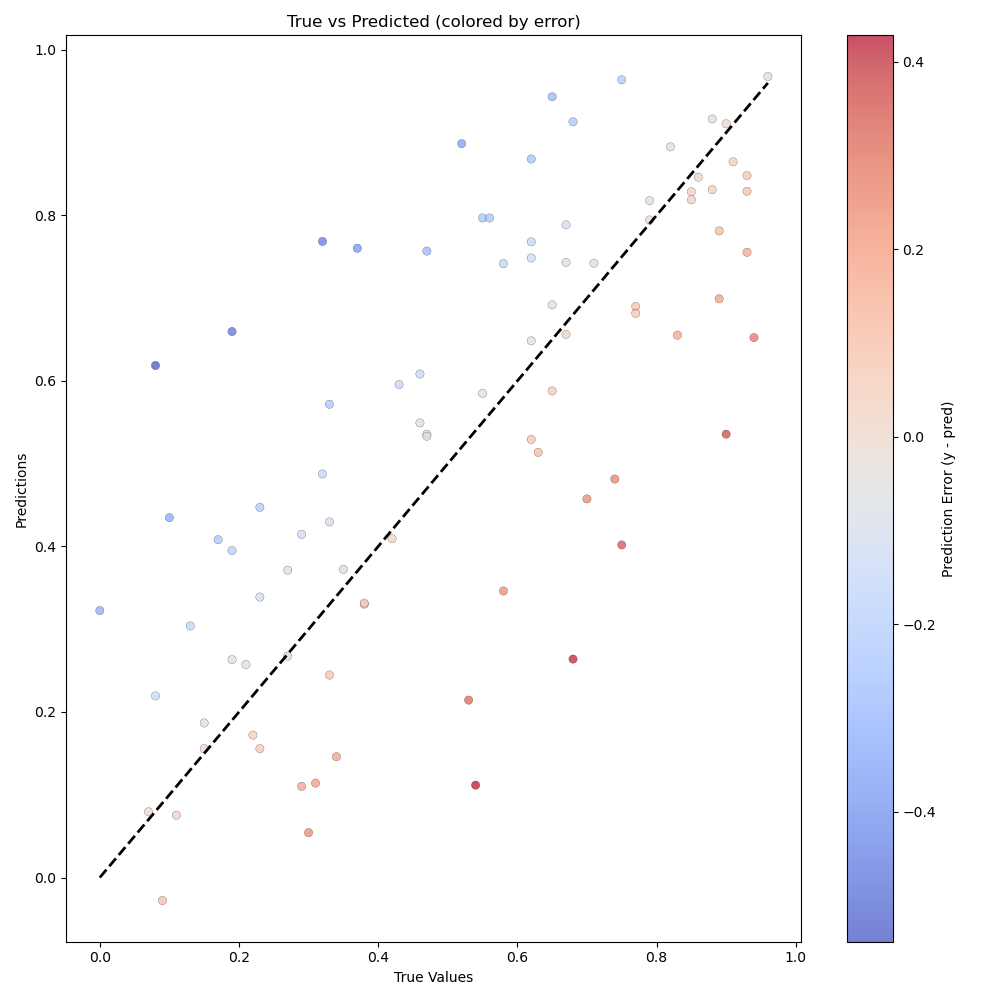 True vs Predicted (colored by error)
1.0
0.8
0.6
0.4
0.2
0.0
Predictions
0.0 0.2 0.4 0.6 0.8 1.0
True Values
0.4
0.2
0.0
−0.2
−0.4
Prediction Error (y - pred)